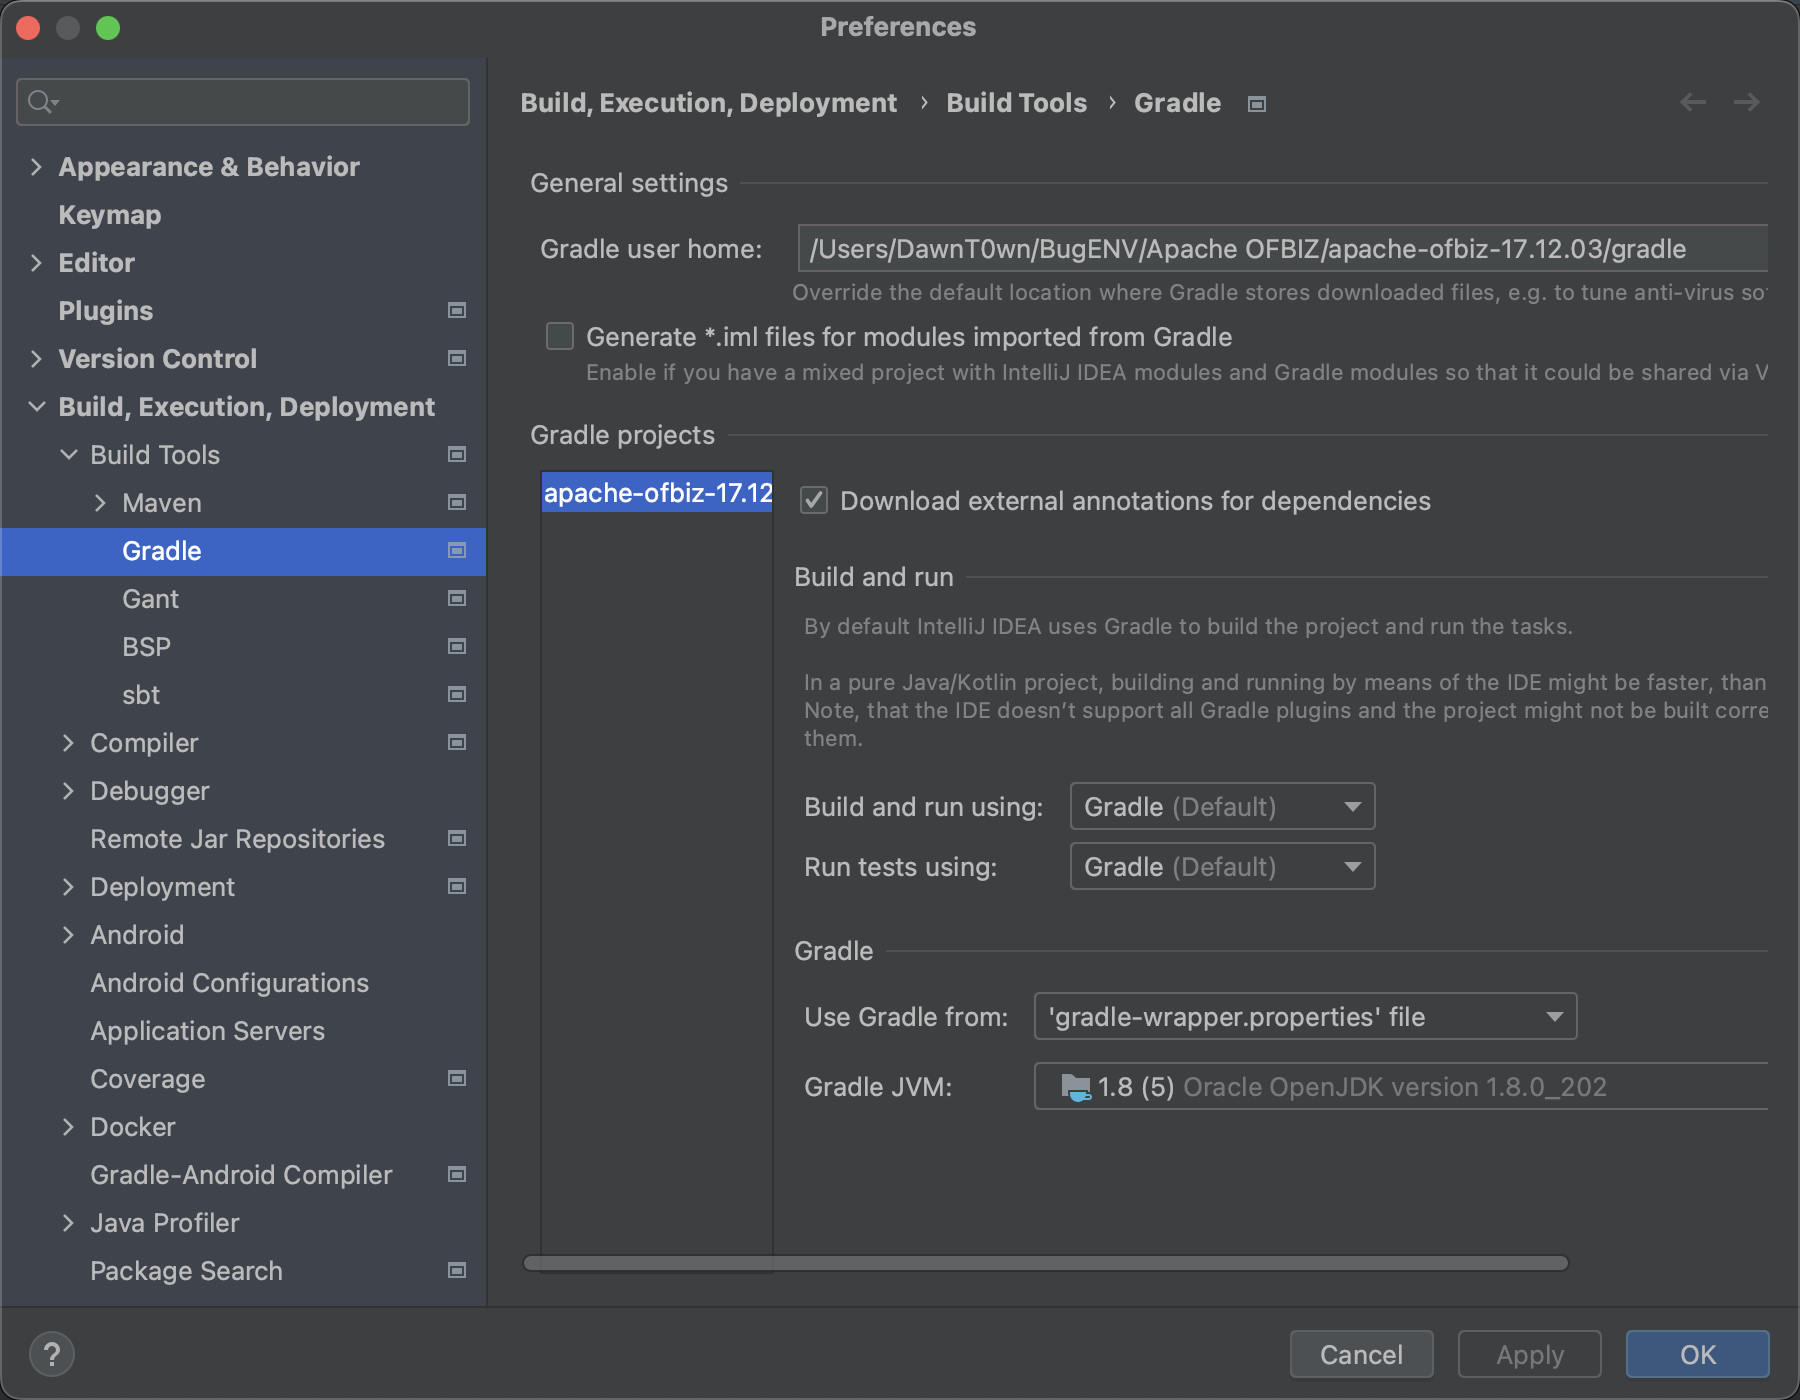 Preferences
Appearance & Behavior
Keymap
Editor
Plugins
Version Control
Build, Execution, Deployment
Build Tools
Maven
Gradle
Gant
BSP
sbt
Compiler
Debugger
Remote Jar Repositories
Deployment
Android
Android Configurations
Application Servers
Coverage
Docker
Gradle-Android Compiler
Java Profiler
Package Search
Build, Execution, Deployment › Build Tools › Gradle
General settings
Gradle user home: /Users/DawnT0wn/BugENV/Apache OFBIZ/apache-ofbiz-17.12.03/gradle
Override the default location where Gradle stores downloaded files, e.g. to tune anti-virus
Generate *.iml files for modules imported from Gradle
Enable if you have a mixed project with IntelliJ IDEA modules and Gradle modules so that it could be shared via V
Gradle projects
apache-ofbiz-17.12
Download external annotations for dependencies
Build and run
By default IntelliJ IDEA uses Gradle to build the project and run the tasks.
In a pure Java/Kotlin project, building and running by means of the IDE might be faster, than
Note, that the IDE doesn't support all Gradle plugins and the project might not be built corre
them.
Build and run using: Gradle (Default)
Run tests using: Gradle (Default)
Gradle
Use Gradle from: 'gradle-wrapper.properties' file
Gradle JVM: 1.8 (5) Oracle OpenJDK version 1.8.0_202
?
Cancel
Apply
OK